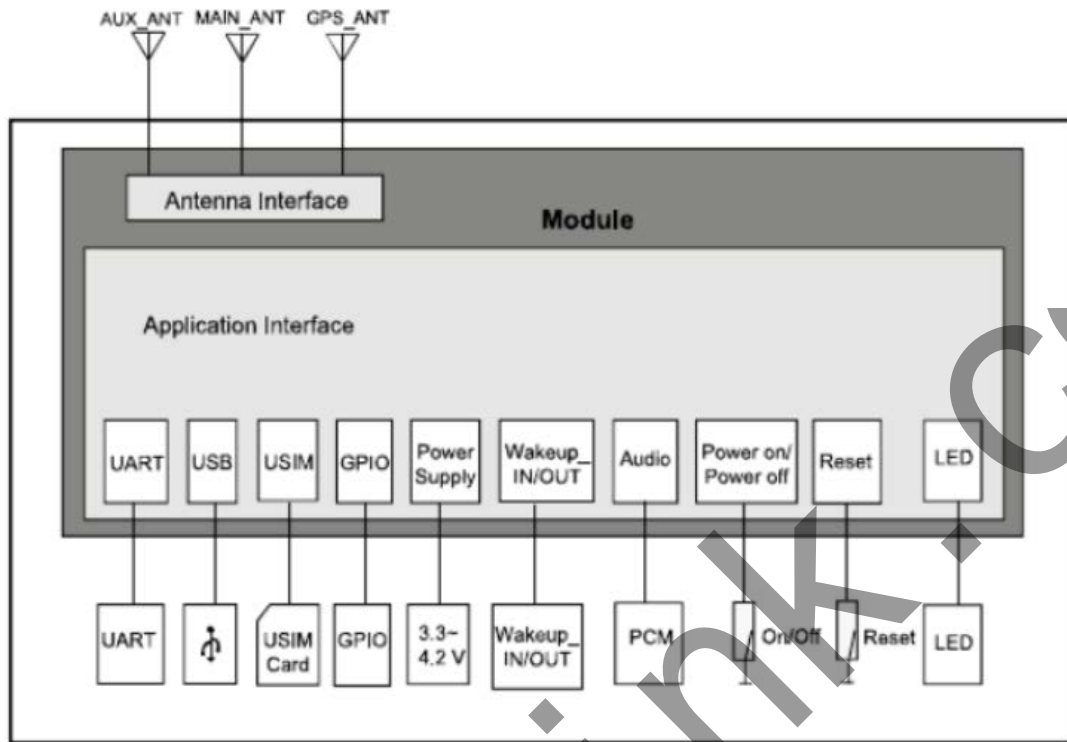 AUX_ANT MAIN_ANT GPS_ANT
Antenna Interface
Module
Application Interface
UART
USB
USIM
GPIO
Power
Supply
Wakeup_
IN/OUT
Audio
Power on/
Power off
Reset
LED
UART
USIM
Card
GPIO
3.3~
4.2 V
Wakeup_
IN/OUT
PCM
On/Off
Reset
LED